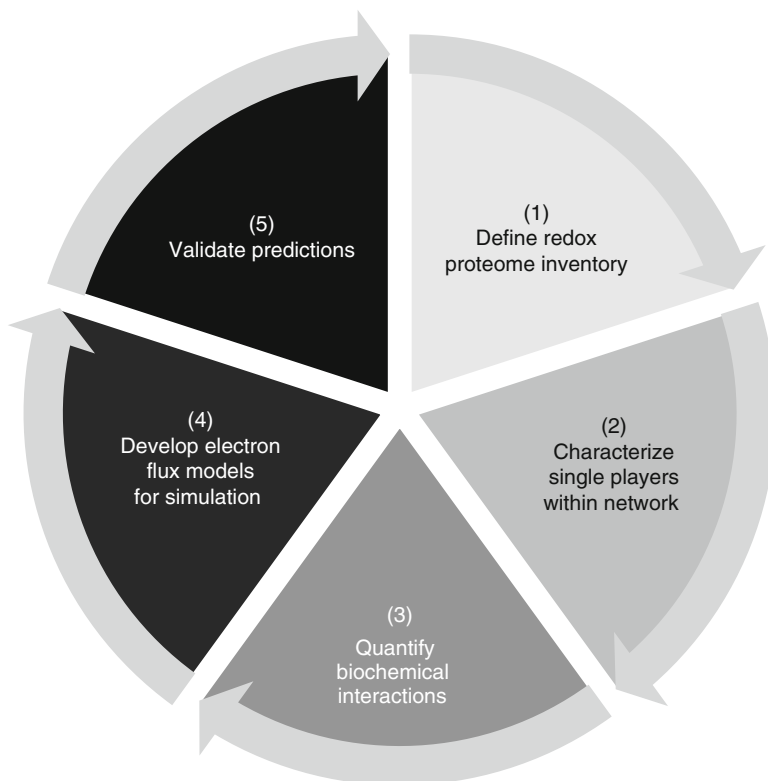 (1)
Define redox
proteome inventory
(2)
Characterize
single players
within network
(3)
Quantify
biochemical
interactions
(4)
Develop electron
flux models
for simulation
(5)
Validate predictions